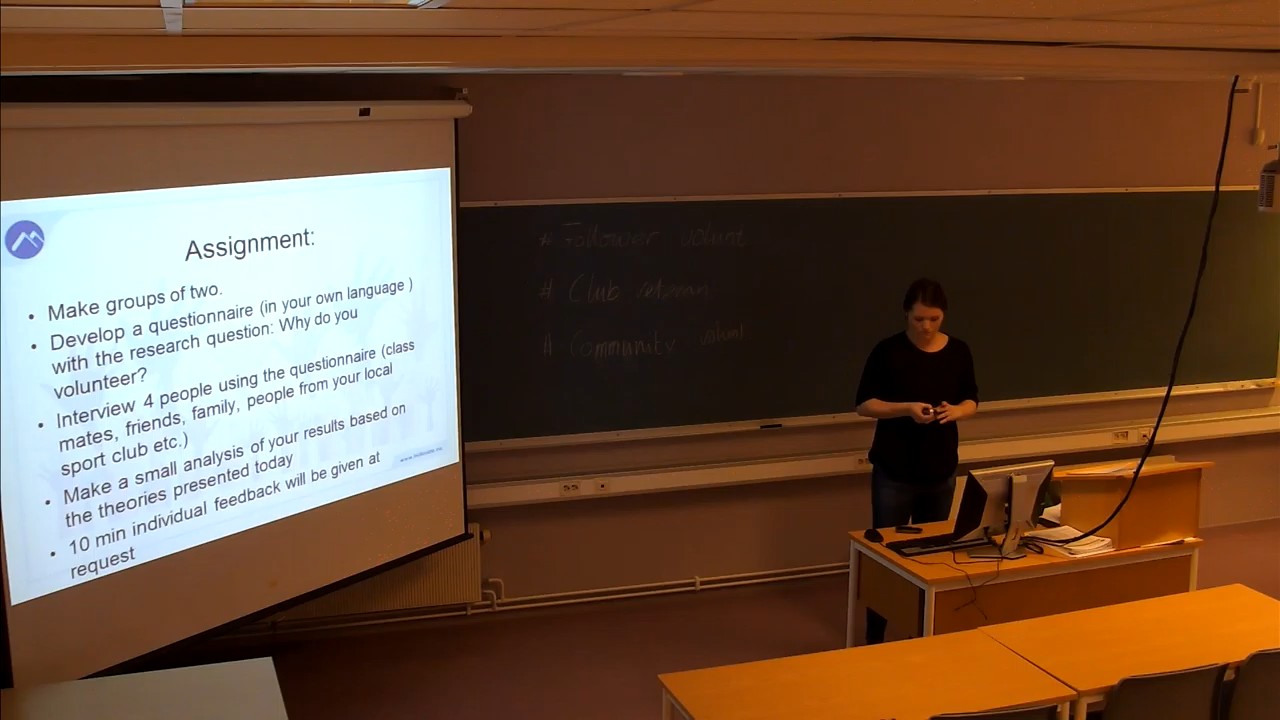 Assignment:
• Make groups of two.
• Develop a questionnaire (in your own language )
with the research question: Why do you
volunteer?
• Interview 4 people using the questionnaire (class
mates, friends, family, people from your local
sport club etc.)
• Make a small analysis of your results based on
the theories presented today
• 10 min individual feedback will be given at
request
# Follower volunt
# Club veteran
# Community volunt